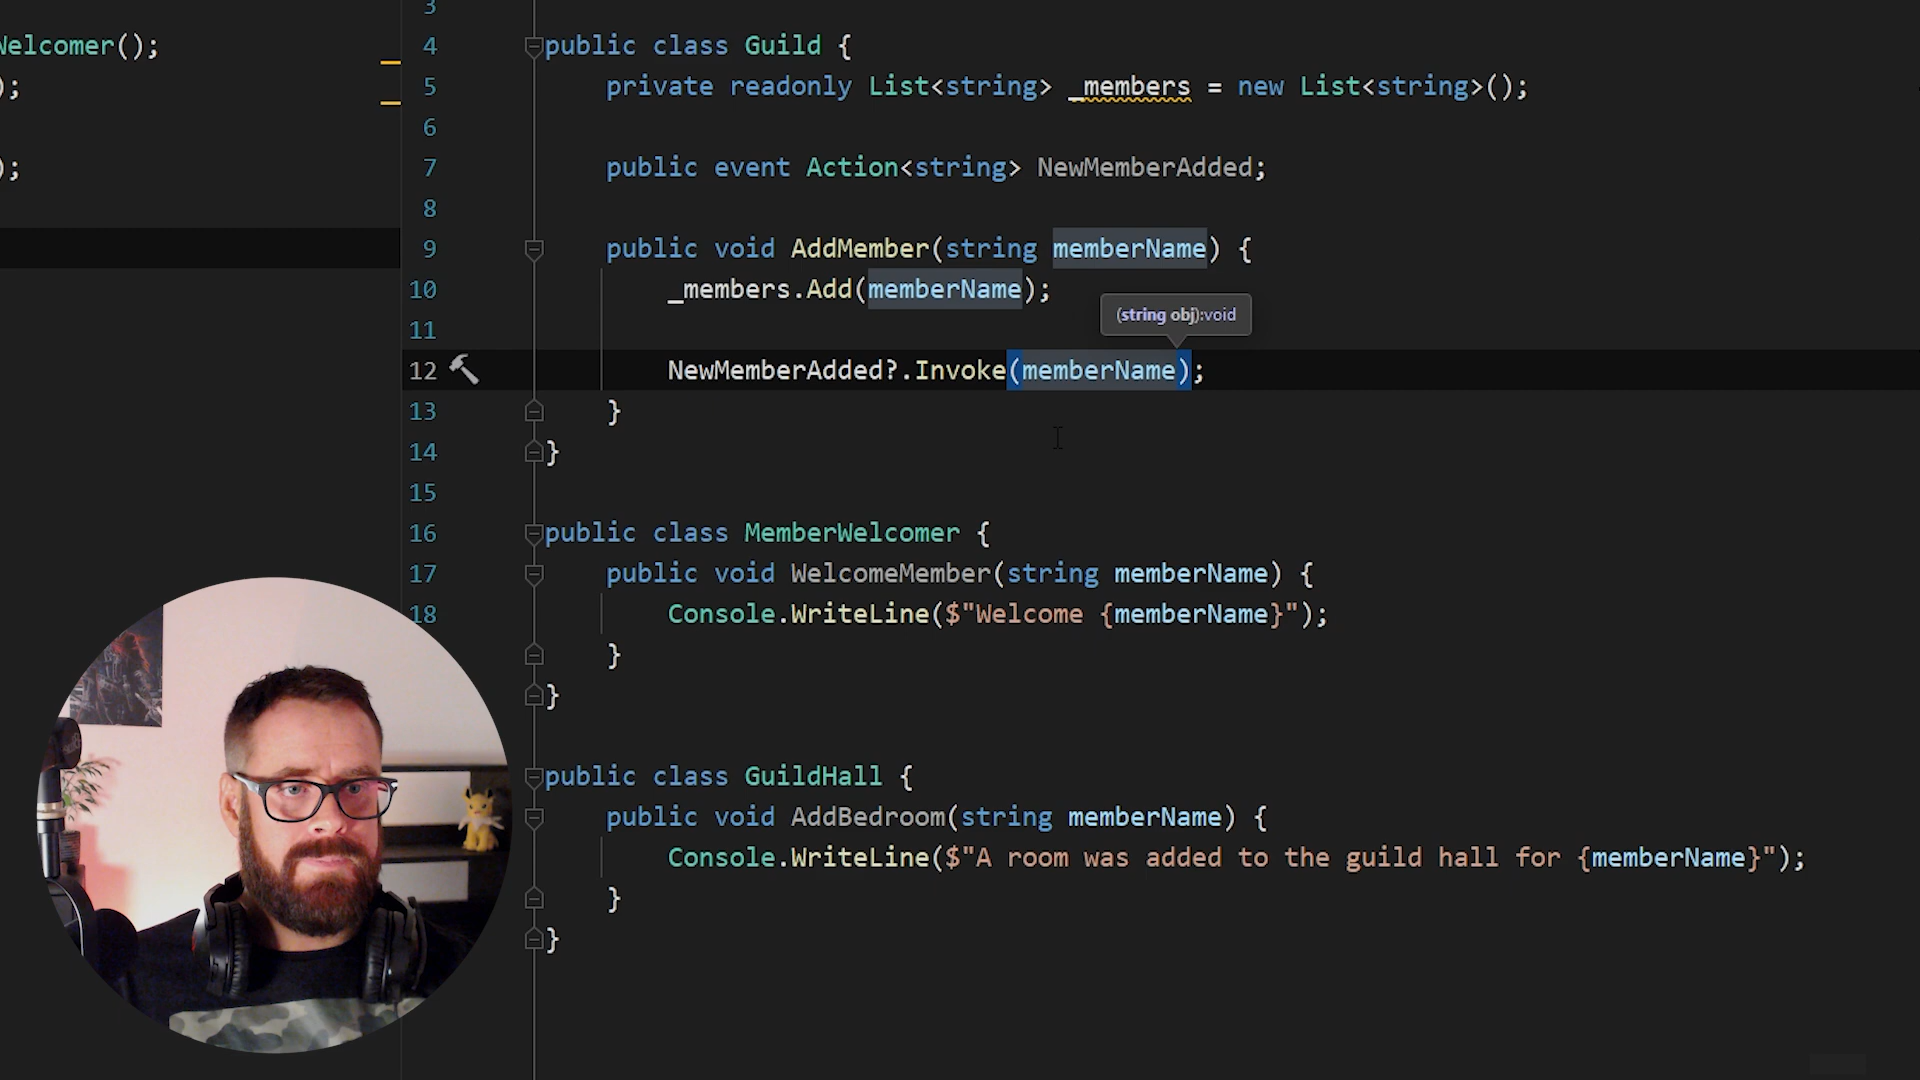 Welcomer();
);
);
3
4 public class Guild {
5 private readonly List<string> _members = new List<string>();
6
7 public event Action<string> NewMemberAdded;
8
9 public void AddMember(string memberName) {
10 _members.Add(memberName);
(string obj):void
11
12 NewMemberAdded?.Invoke(memberName);
13 }
14 }
15
16 public class MemberWelcomer {
17 public void WelcomeMember(string memberName) {
18 Console.WriteLine($"Welcome {memberName}");
}
}
public class GuildHall {
public void AddBedroom(string memberName) {
Console.WriteLine($"A room was added to the guild hall for {memberName}");
}
}